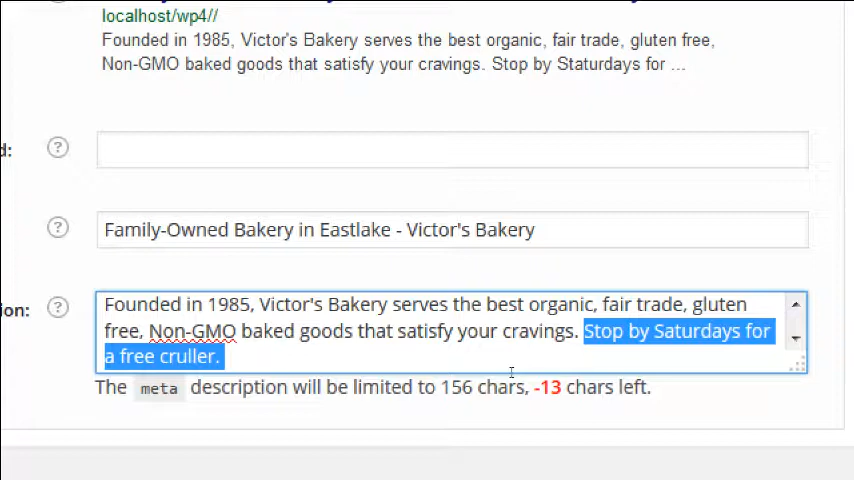 localhost/wp4//
Founded in 1985, Victor's Bakery serves the best organic, fair trade, gluten free,
Non-GMO baked goods that satisfy your cravings. Stop by Staturdays for ...
d: ?
? Family-Owned Bakery in Eastlake - Victor's Bakery
ion: ? Founded in 1985, Victor's Bakery serves the best organic, fair trade, gluten
free, Non-GMO baked goods that satisfy your cravings. Stop by Saturdays for
a free cruller.
The meta description will be limited to 156 chars, -13 chars left.